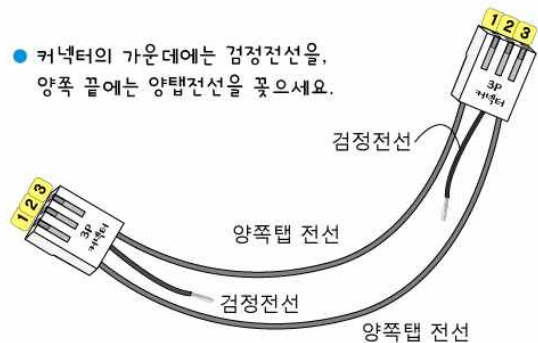 ● 커넥터의 가운데에는 검정전선을,
양쪽 끝에는 양탭전선을 꽂으세요.
1 2 3
3P
커넥터
검정전선
1 2 3
3P
커넥터
양쪽탭 전선
검정전선
양쪽탭 전선